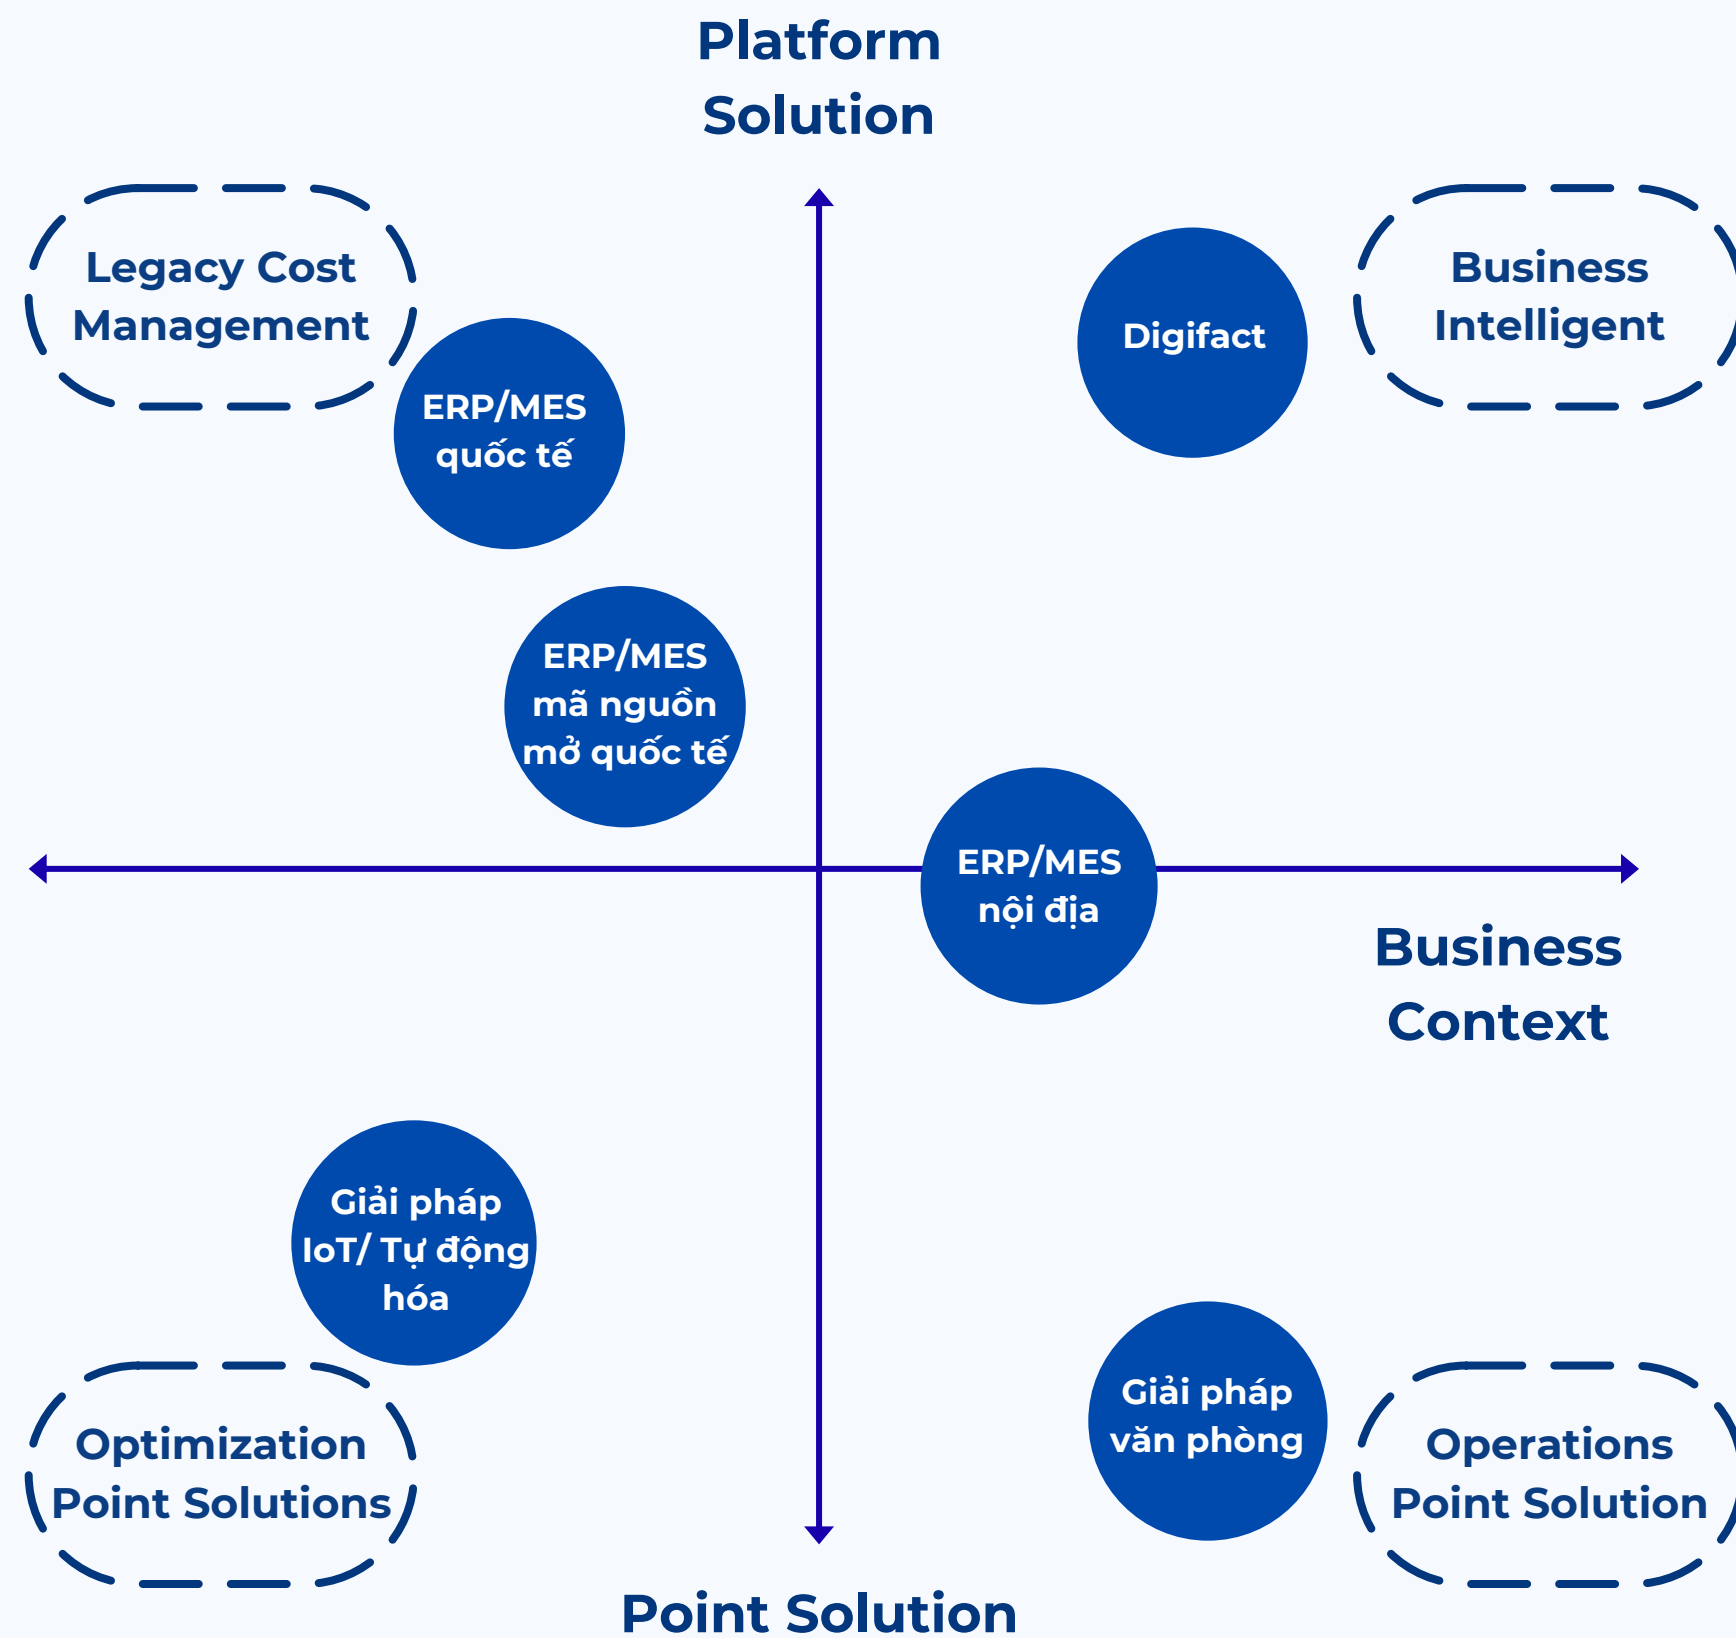 Platform
Solution
Legacy Cost
Management
Business
Intelligent
Digifact
ERP/MES
quốc tế
ERP/MES
mã nguồn
mở quốc tế
ERP/MES
nội địa
Business
Context
Giải pháp
IoT/ Tự động
hóa
Giải pháp
văn phòng
Optimization
Point Solutions
Operations
Point Solution
Point Solution